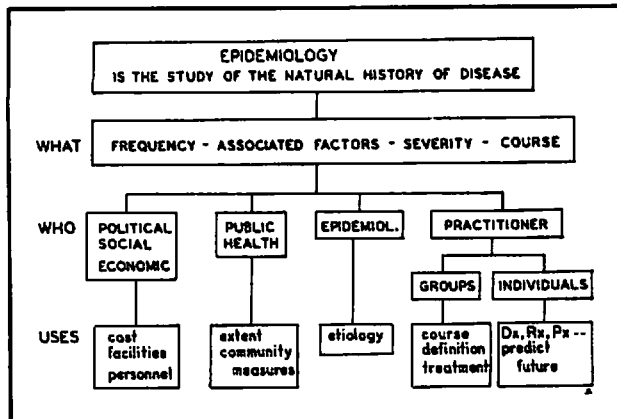 EPIDEMIOLOGY
IS THE STUDY OF THE NATURAL HISTORY OF DISEASE
WHAT
FREQUENCY - ASSOCIATED FACTORS - SEVERITY - COURSE
WHO
POLITICAL
SOCIAL
ECONOMIC
PUBLIC
HEALTH
EPIDEMIOL.
PRACTITIONER
GROUPS
INDIVIDUALS
USES
cost
facilities
personnel
extent
community
measures
etiology
course
definition
treatment
Dx, Rx, Px --
predict
future